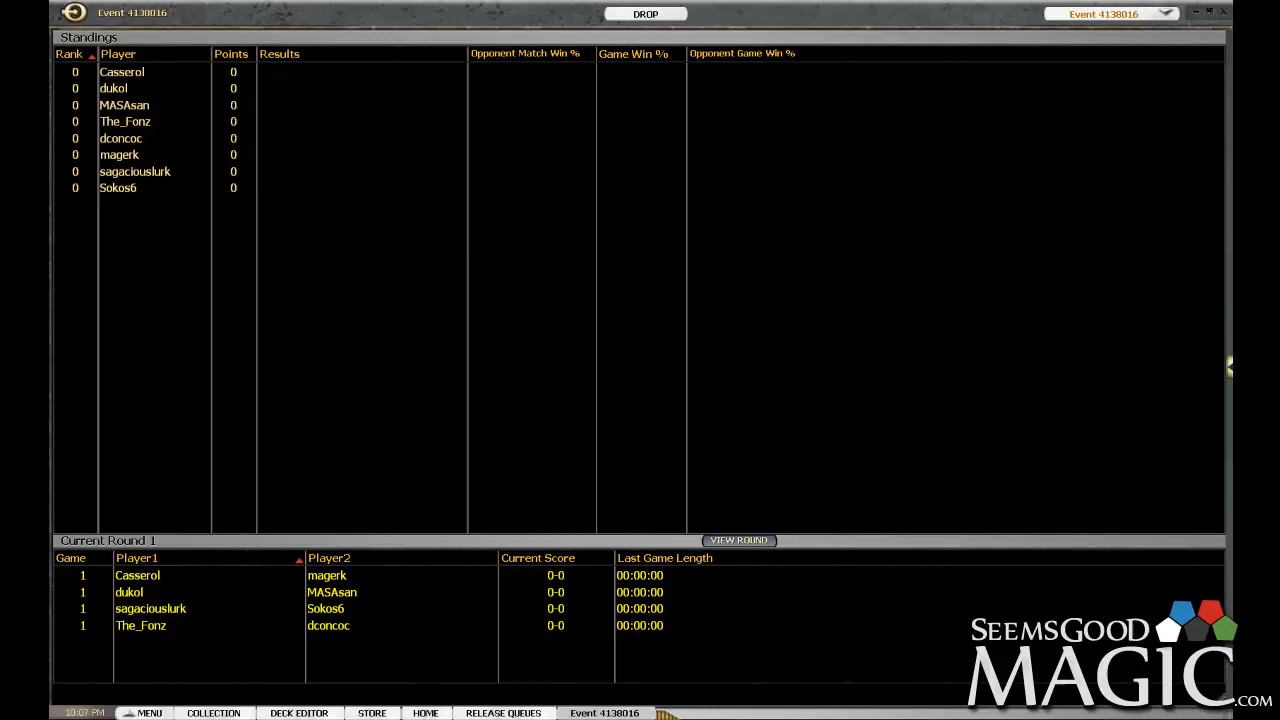 Event 4138016 DROP Event 4138016
Standings
Rank Player Points Results Opponent Match Win % Game Win % Opponent Game Win %
0 Casserol 0
0 dukol 0
0 MASAsan 0
0 The_Fonz 0
0 dconcoc 0
0 magerk 0
0 sagaciouslurk 0
0 Sokos6 0
Current Round 1 VIEW ROUND
Game Player1 Player2 Current Score Last Game Length
1 Casserol magerk 0-0 00:00:00
1 dukol MASAsan 0-0 00:00:00
1 sagaciouslurk Sokos6 0-0 00:00:00
1 The_Fonz dconcoc 0-0 00:00:00
SEEMSGOOD
MAGIC.COM
10:07 PM MENU COLLECTION DECK EDITOR STORE HOME RELEASE QUEUES Event 4138016